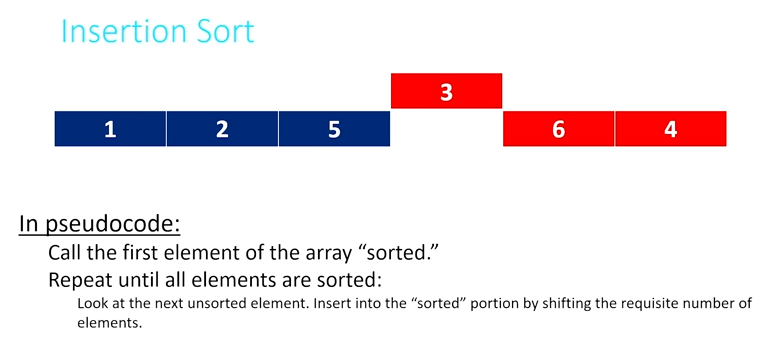 Insertion Sort
3
1 2 5 6 4
In pseudocode:
Call the first element of the array “sorted.”
Repeat until all elements are sorted:
Look at the next unsorted element. Insert into the “sorted” portion by shifting the requisite number of
elements.